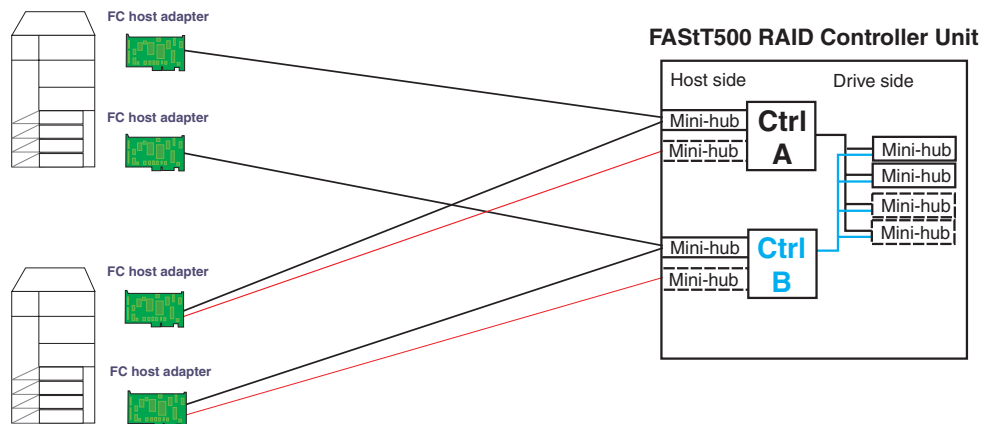 FC host adapter
FAStT500 RAID Controller Unit
Host side
Drive side
FC host adapter
Mini-hub
Ctrl
A
Mini-hub
Mini-hub
Mini-hub
Mini-hub
Mini-hub
FC host adapter
Mini-hub
Ctrl
B
Mini-hub
FC host adapter